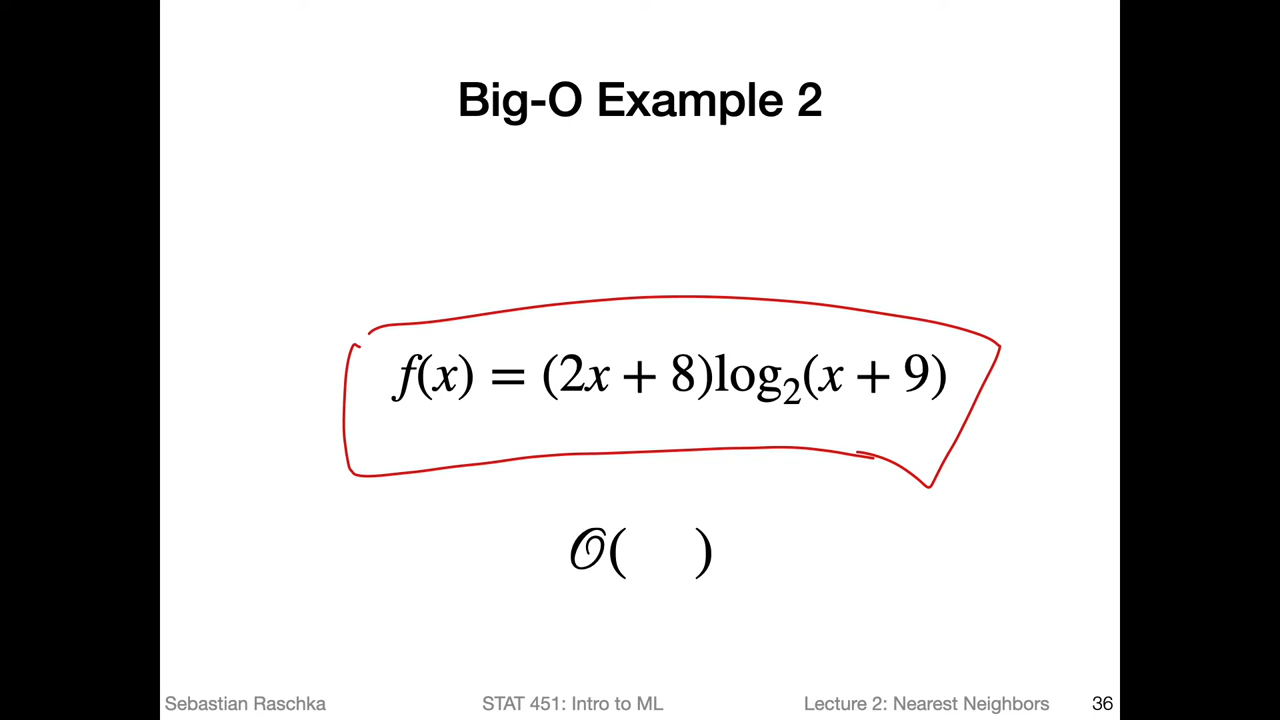 Big-O Example 2
f(x) = (2x + 8)log₂(x + 9)
𝒪( )
Sebastian Raschka STAT 451: Intro to ML Lecture 2: Nearest Neighbors 36